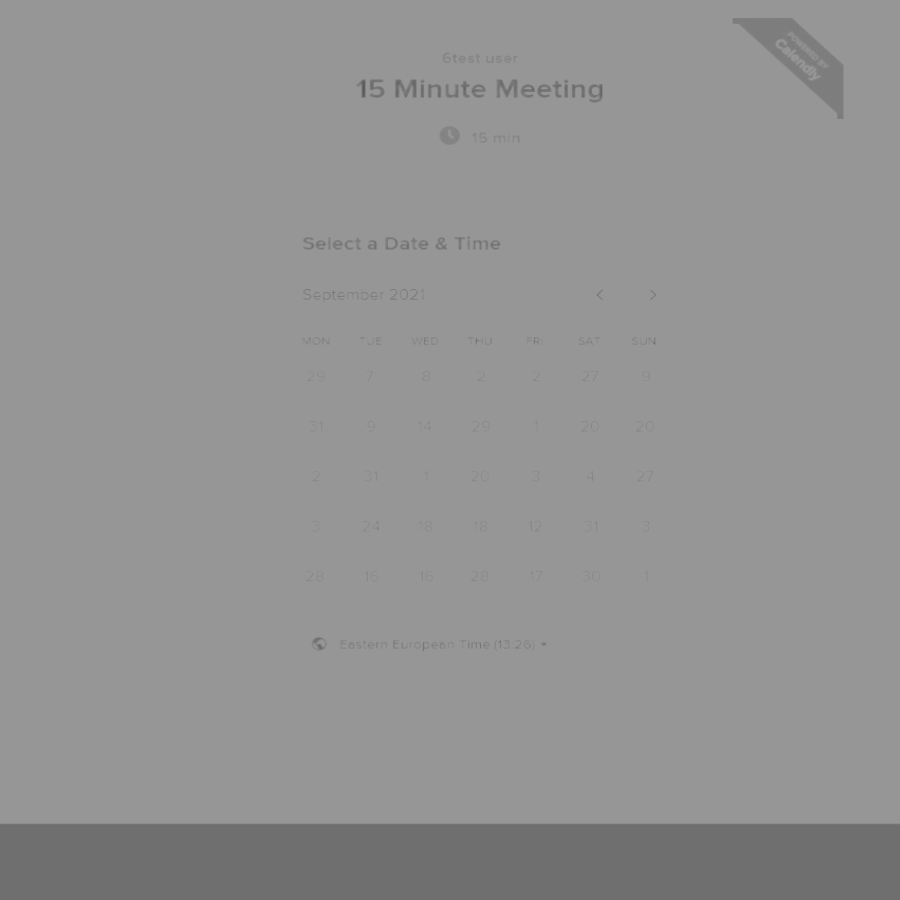 POWERED BY
Calendly
6test user
15 Minute Meeting
15 min
Select a Date & Time
September 2021
MON TUE WED THU FRI SAT SUN
29 7 8 2 2 27 9
31 9 14 29 1 20 20
2 31 1 20 3 4 27
3 24 18 18 12 31 3
28 15 16 28 17 30 1
Eastern European Time (13:26)